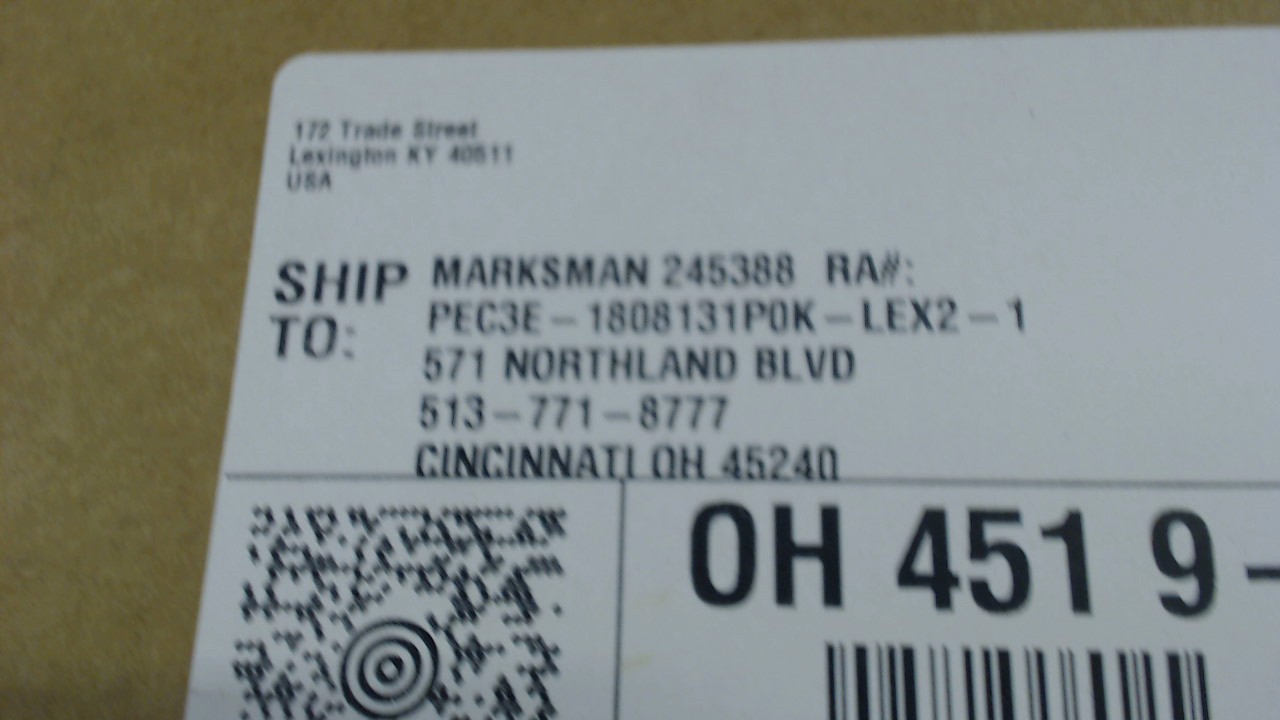 172 Trade Street
Lexington KY 40511
USA
SHIP TO:
MARKSMAN 245388 RA#:
PEC3E-1808131P0K-LEX2-1
571 NORTHLAND BLVD
513-771-8777
CINCINNATI OH 45240
OH 451 9-